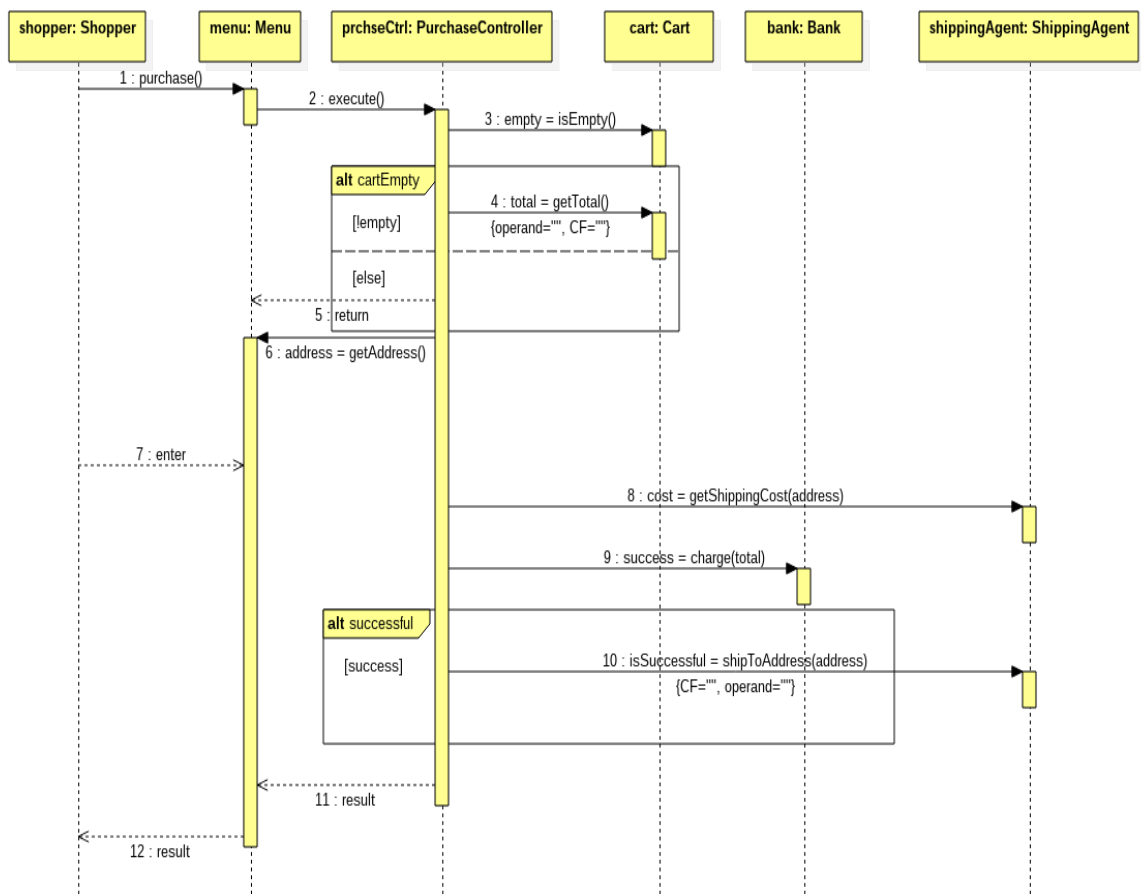 shopper: Shopper
menu: Menu
prchseCtrl: PurchaseController
cart: Cart
bank: Bank
shippingAgent: ShippingAgent
1 : purchase()
2 : execute()
3 : empty = isEmpty()
alt cartEmpty
4 : total = getTotal()
[!empty]
{operand="", CF=""}
[else]
5 : return
6 : address = getAddress()
7 : enter
8 : cost = getShippingCost(address)
9 : success = charge(total)
alt successful
10 : isSuccessful = shipToAddress(address)
[success]
{CF="", operand=""}
11 : result
12 : result